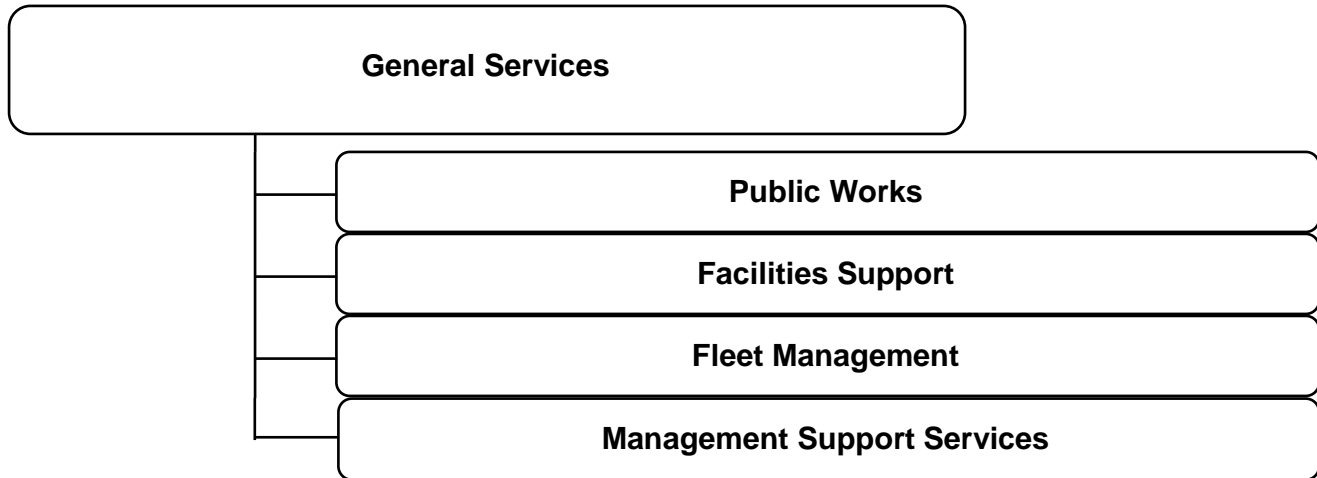 General Services
Public Works
Facilities Support
Fleet Management
Management Support Services